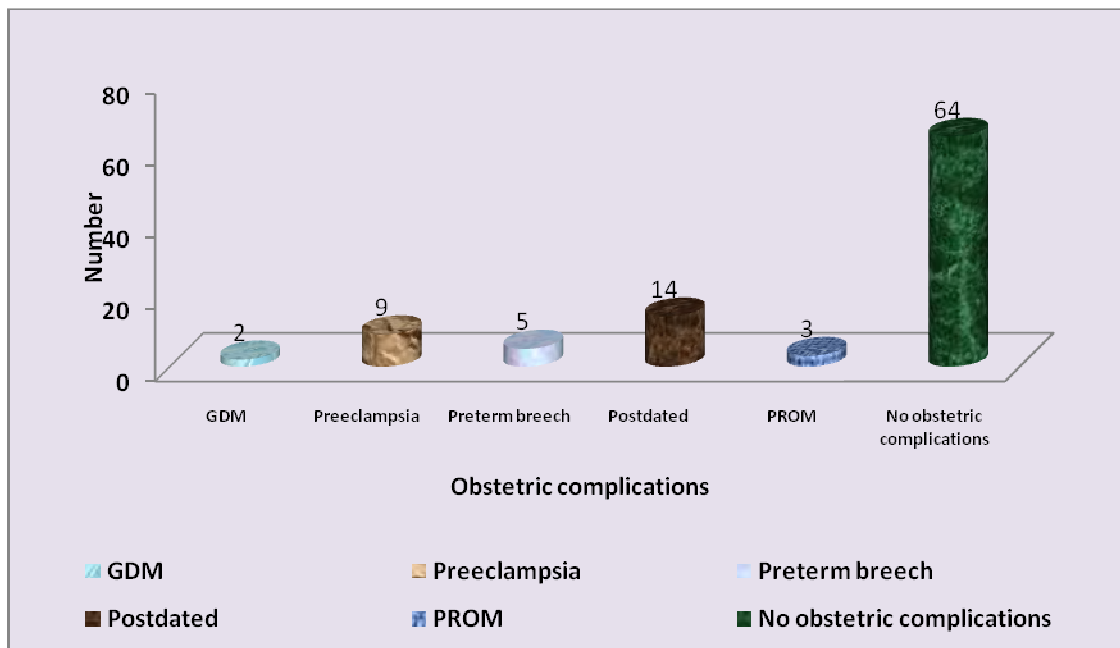 80
60
40
20
0
Number
2
9
5
14
3
64
GDM
Preeclampsia
Preterm breech
Postdated
PROM
No obstetric
complications
Obstetric complications
GDM
Preeclampsia
Preterm breech
Postdated
PROM
No obstetric complications